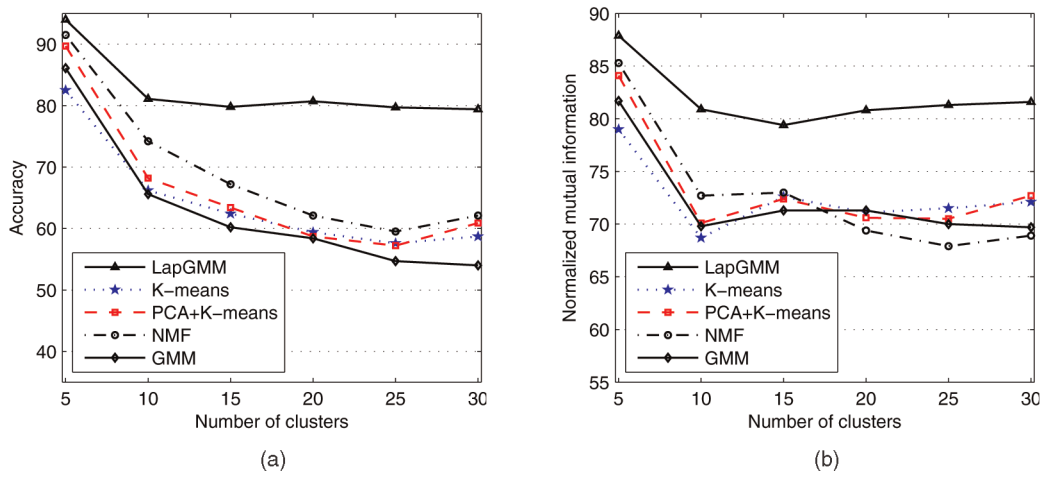 90
80
70
60
50
40
Accuracy
LapGMM
K-means
PCA+K-means
NMF
GMM
5 10 15 20 25 30
Number of clusters
(a)
90
85
80
75
70
65
60
55
Normalized mutual information
LapGMM
K-means
PCA+K-means
NMF
GMM
5 10 15 20 25 30
Number of clusters
(b)